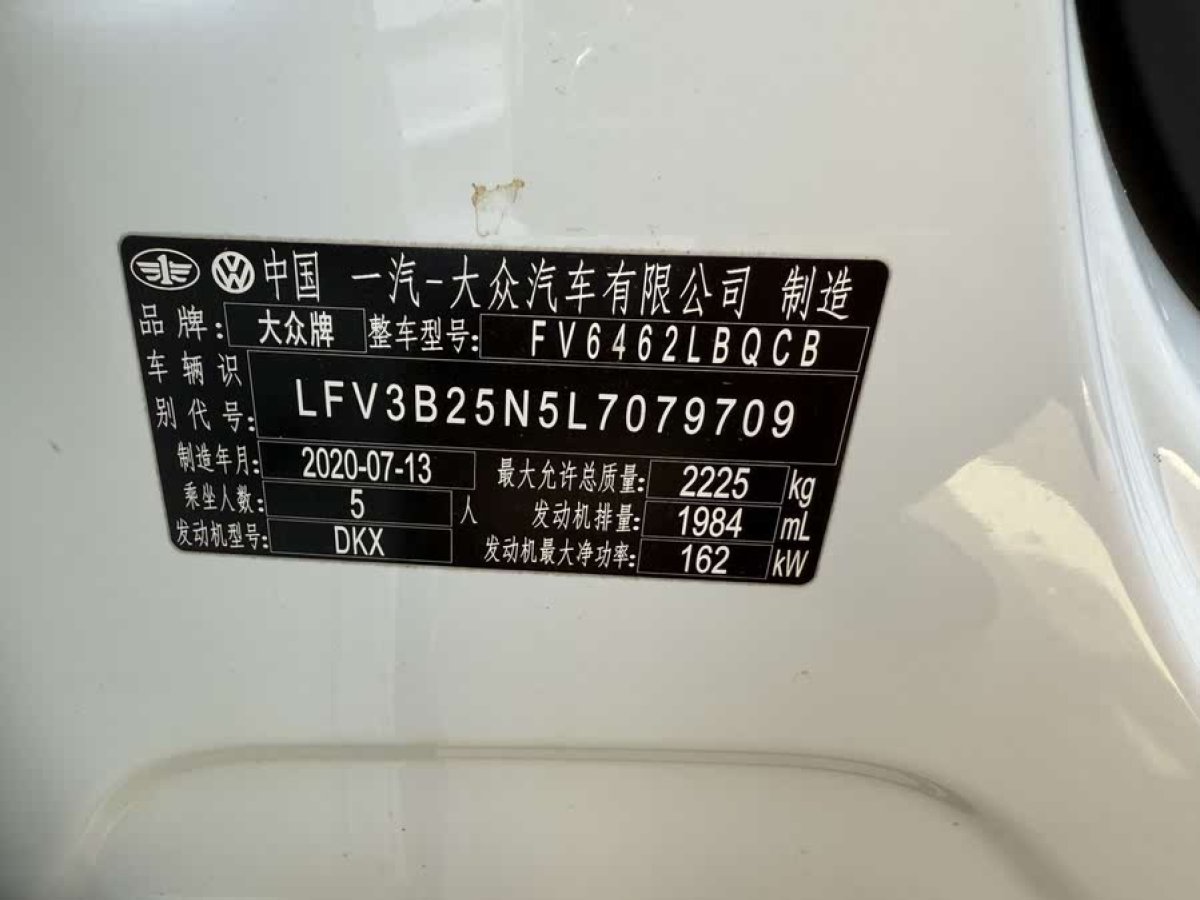 中国 一汽-大众汽车有限公司 制造
品牌: 大众牌 整车型号: FV6462LBQCB
车辆识
别代号: LFV3B25N5L7079709
制造年月: 2020-07-13 最大允许总质量: 2225 kg
乘坐人数: 5 人 发动机排量: 1984 mL
发动机型号: DKX 发动机最大净功率: 162 kW